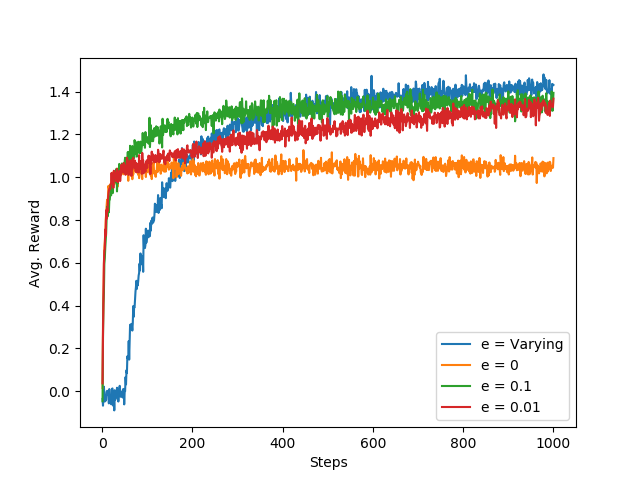 1.4
1.2
1.0
0.8
0.6
0.4
0.2
0.0
Avg. Reward
0 200 400 600 800 1000
Steps
e = Varying
e = 0
e = 0.1
e = 0.01